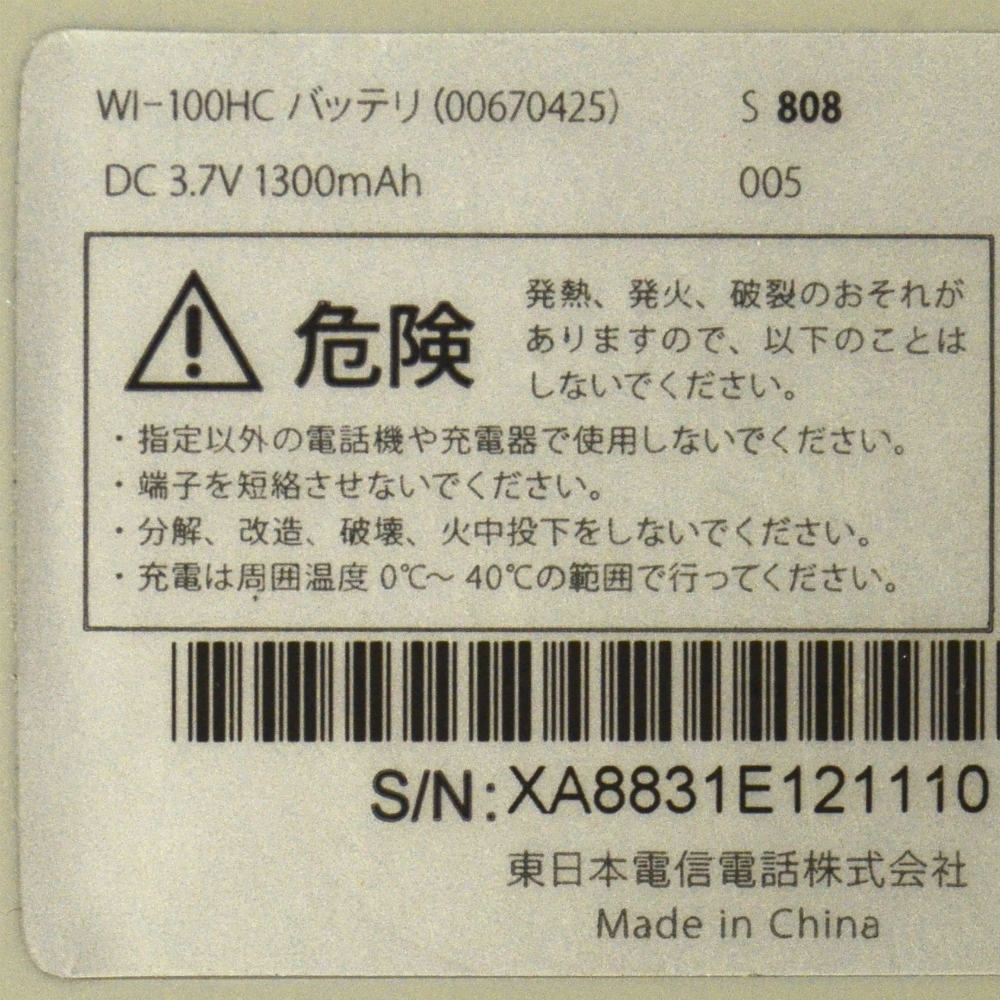 WI-100HC バッテリ (00670425) S 808
DC 3.7V 1300mAh 005
危険
発熱、発火、破裂のおそれが
ありますので、以下のことは
しないでください。
・指定以外の電話機や充電器で使用しないでください。
・端子を短絡させないでください。
・分解、改造、破壊、火中投下をしないでください。
・充電は周囲温度 0℃～ 40℃の範囲で行ってください。
S/N:XA8831E121110
東日本電信電話株式会社
Made in China